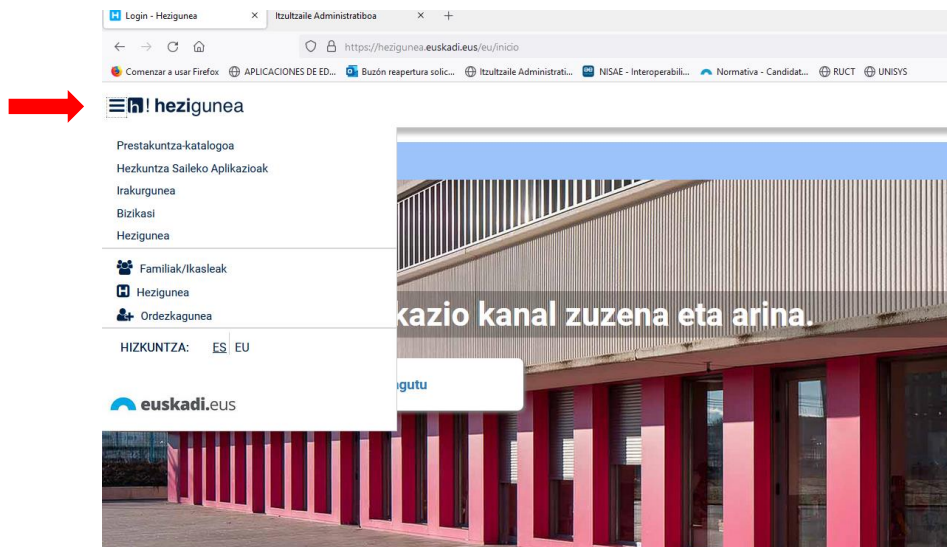 Login - Hezigunea
Itzultzaile Administratiboa
https://hezigunea.euskadi.eus/eu/inicio
Comenzar a usar Firefox APLICACIONES DE ED... Buzón reapertura solic... Itzultzaile Administrati... NISAE - Interoperabili... Normativa - Candidat... RUCT UNISYS
h! hezigunea
Prestakuntza-katalogoa
Hezkuntza Saileko Aplikazioak
Irakurgunea
Bizikasi
Hezigunea
Familiak/Ikasleak
H Hezigunea
Ordezkagunea
kazio kanal zuzena eta arina.
HIZKUNTZA: ES EU
agutu
euskadi.eus